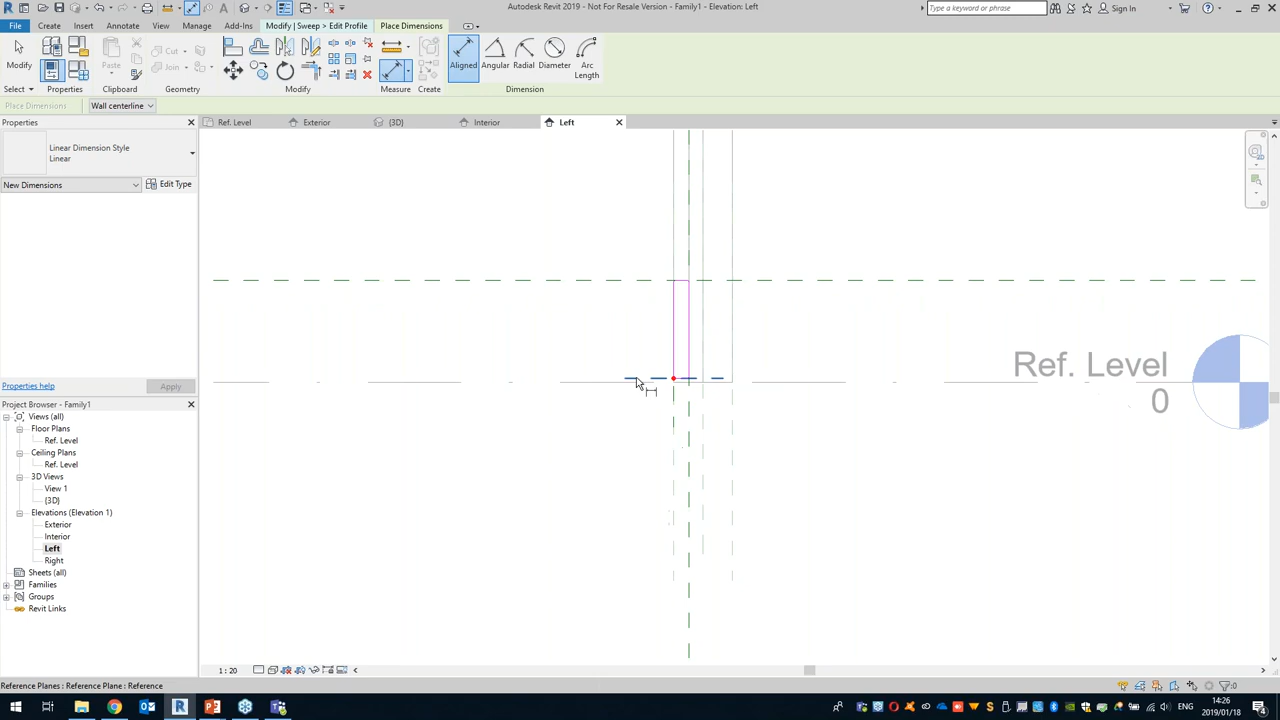 Autodesk Revit 2019 - Not For Resale Version - Family1 - Elevation: Left
Type a keyword or phrase
Sign In
File
Create
Insert
Annotate
View
Manage
Add-Ins
Modify | Sweep > Edit Profile
Place Dimensions
Modify
Paste
Cut
Join
Aligned
Angular
Radial
Diameter
Arc
Length
Select
Properties
Clipboard
Geometry
Modify
Measure
Create
Dimension
Place Dimensions
Wall centerline
Properties
Ref. Level
Exterior
{3D}
Interior
Left
Linear Dimension Style
Linear
New Dimensions
Edit Type
Properties help
Apply
Project Browser - Family1
Views (all)
Floor Plans
Ref. Level
Ceiling Plans
Ref. Level
3D Views
View 1
{3D}
Elevations (Elevation 1)
Exterior
Interior
Left
Right
Sheets (all)
Families
Groups
Revit Links
Ref. Level
0
1 : 20
Reference Planes : Reference Plane : Reference
:0
14:26
2019/01/18